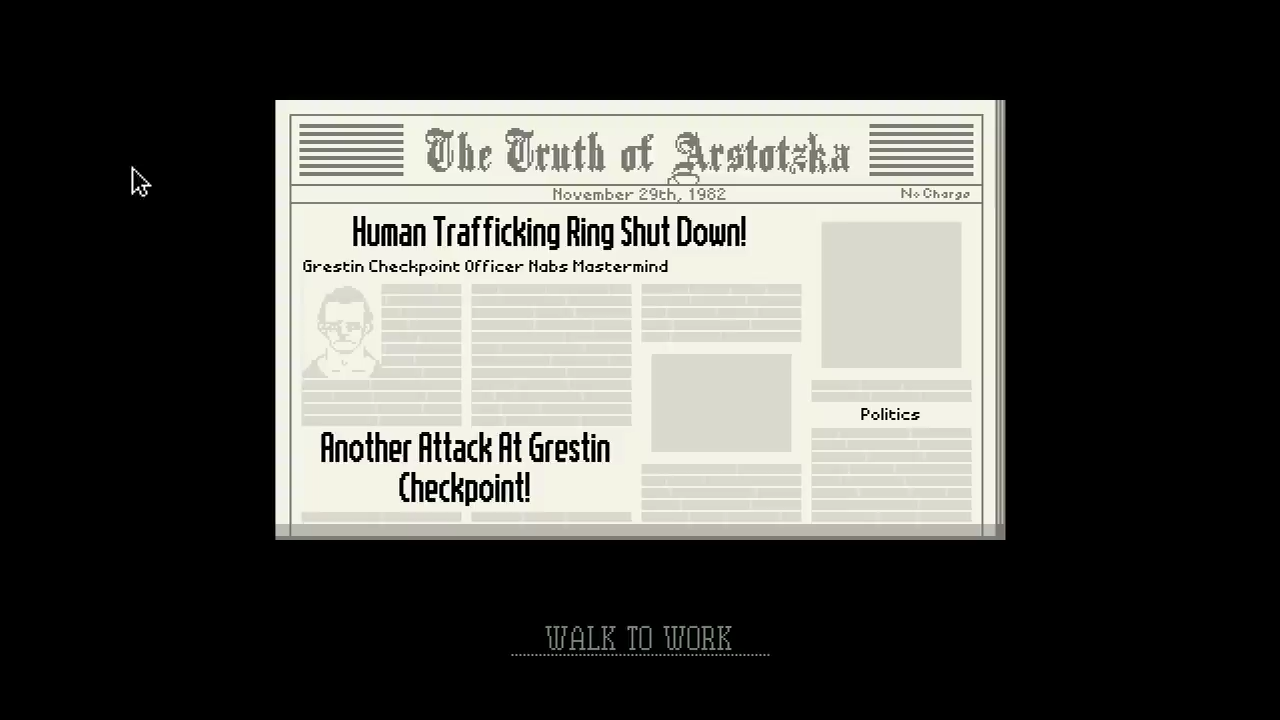 The Truth of Arstotzka
November 29th, 1982
No Charge
Human Trafficking Ring Shut Down!
Grestin Checkpoint Officer Nabs Mastermind
Another Attack At Grestin
Checkpoint!
Politics
WALK TO WORK